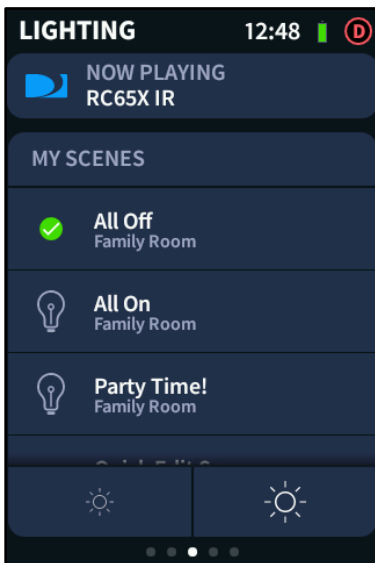 LIGHTING 12:48 D
NOW PLAYING
RC65X IR
MY SCENES
All Off
Family Room
All On
Family Room
Party Time!
Family Room